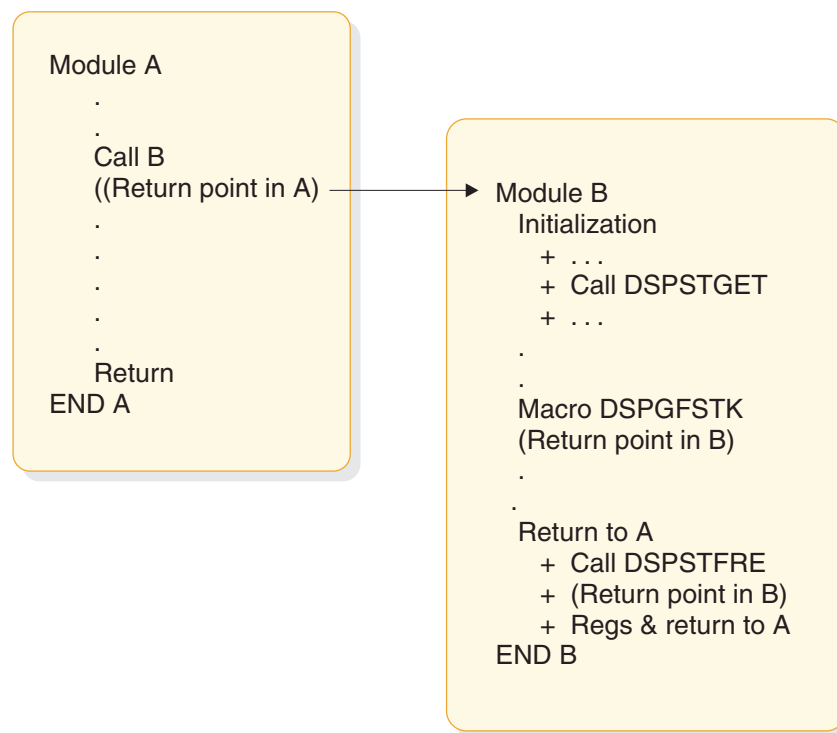 Module A
.
.
Call B
((Return point in A)
.
.
.
.
.
Return
END A
Module B
Initialization
+ . . .
+ Call DSPSTGET
+ . . .
.
.
Macro DSPGFSTK
(Return point in B)
.
.
Return to A
+ Call DSPSTFRE
+ (Return point in B)
+ Regs & return to A
END B